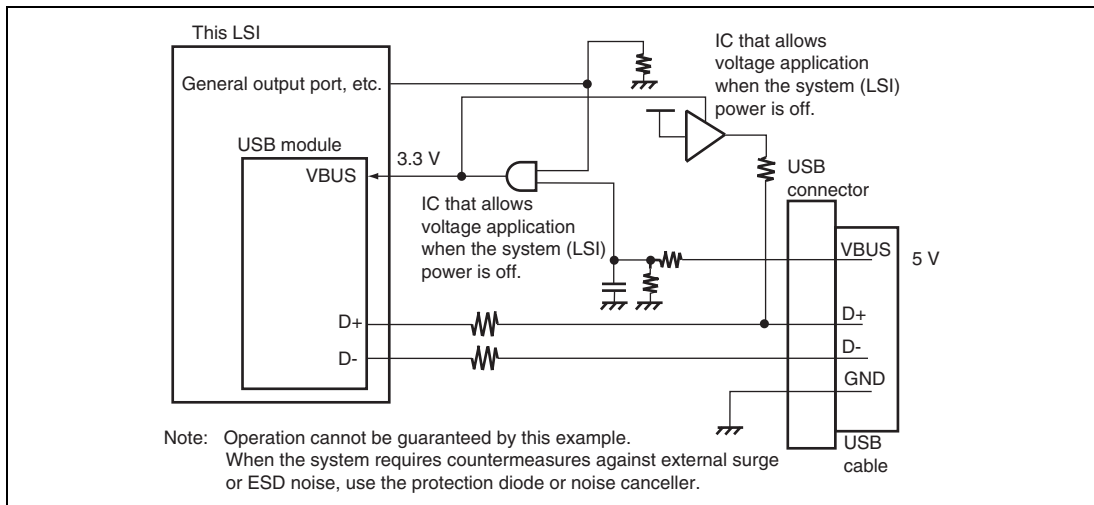 This LSI
General output port, etc.
USB module
VBUS
3.3 V
IC that allows
voltage application
when the system (LSI)
power is off.
IC that allows
voltage application
when the system (LSI)
power is off.
USB
connector
VBUS
5 V
D+
D+
D-
D-
GND
USB
cable
Note: Operation cannot be guaranteed by this example.
When the system requires countermeasures against external surge
or ESD noise, use the protection diode or noise canceller.